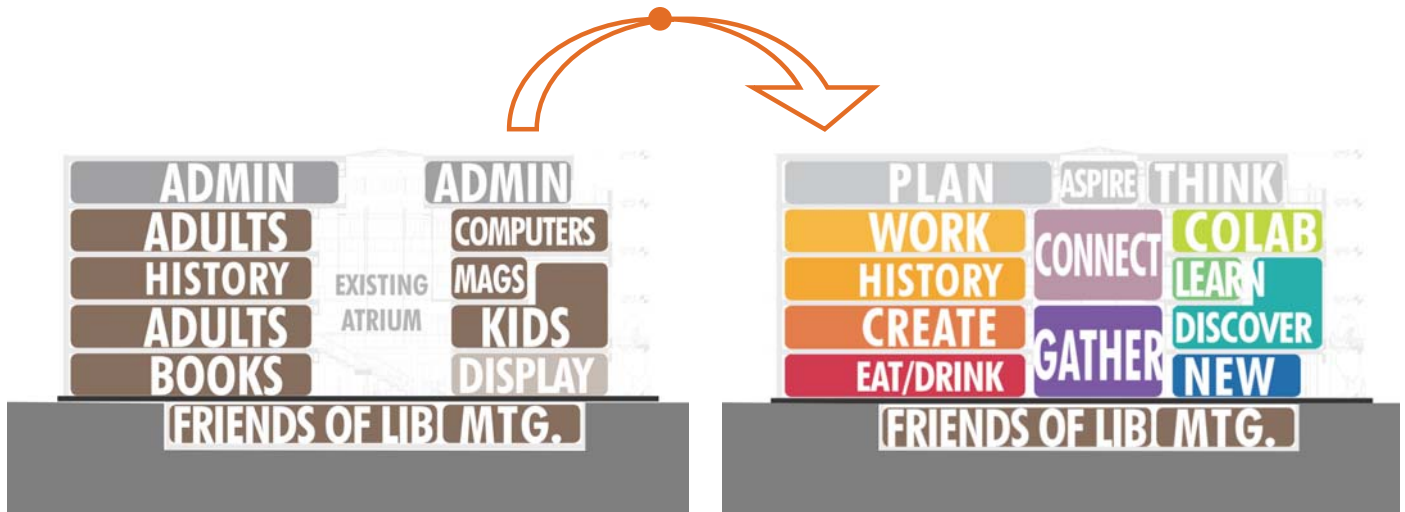 ADMIN
ADMIN
ADULTS
COMPUTERS
HISTORY
EXISTING
ATRIUM
MAGS
ADULTS
KIDS
BOOKS
DISPLAY
FRIENDS OF LIB
MTG.
PLAN
ASPIRE
THINK
WORK
CONNECT
COLAB
HISTORY
LEARN
CREATE
GATHER
DISCOVER
EAT/DRINK
NEW
FRIENDS OF LIB
MTG.